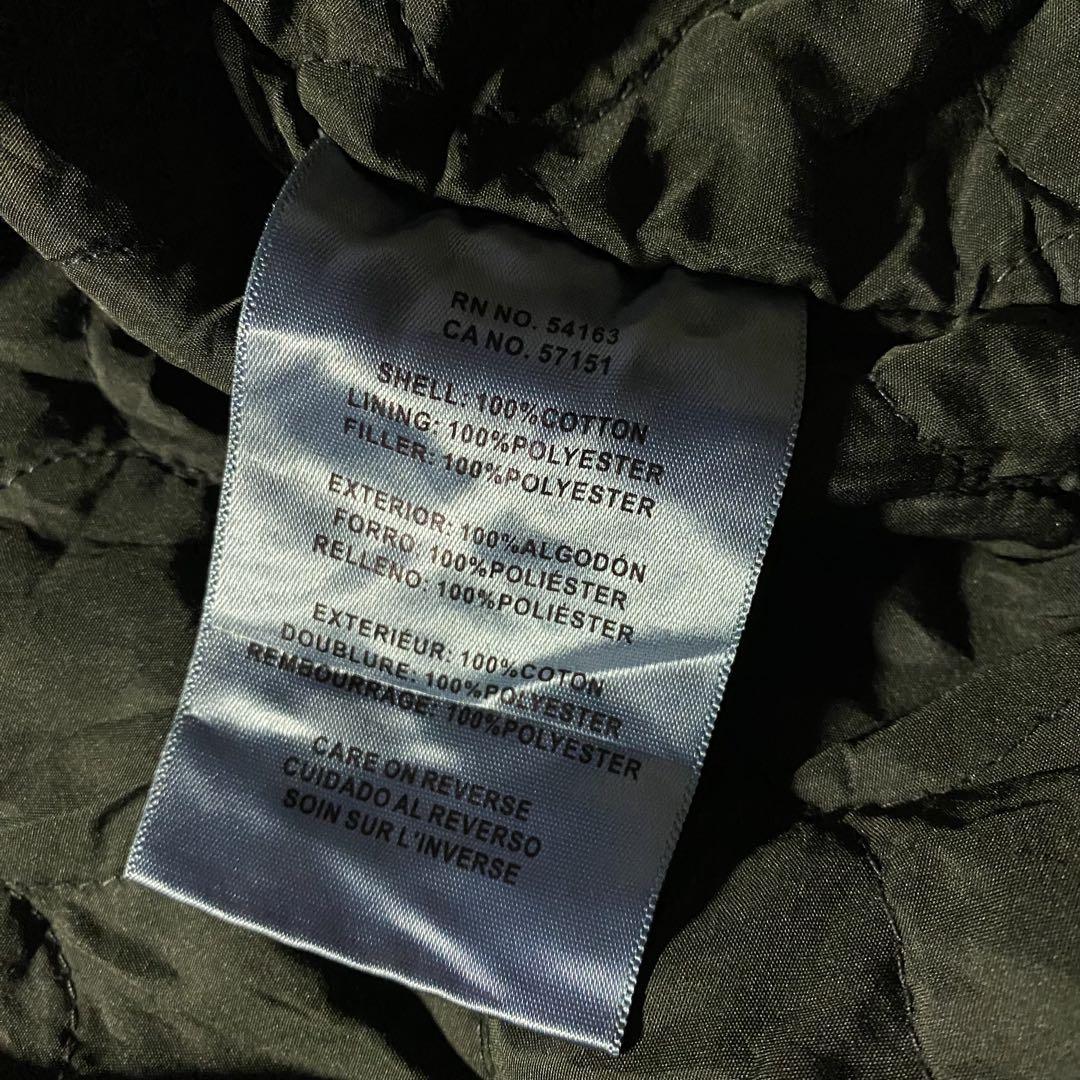 RN NO. 54163
CA NO. 57151
SHELL: 100%COTTON
LINING: 100%POLYESTER
FILLER: 100%POLYESTER
EXTERIOR: 100%ALGODÓN
FORRO: 100%POLIÉSTER
RELLENO: 100%POLIÉSTER
EXTERIEUR: 100%COTON
DOUBLURE: 100%POLYESTER
REMBOURRAGE: 100%POLYESTER
CARE ON REVERSE
CUIDADO AL REVERSO
SOIN SUR L'INVERSE